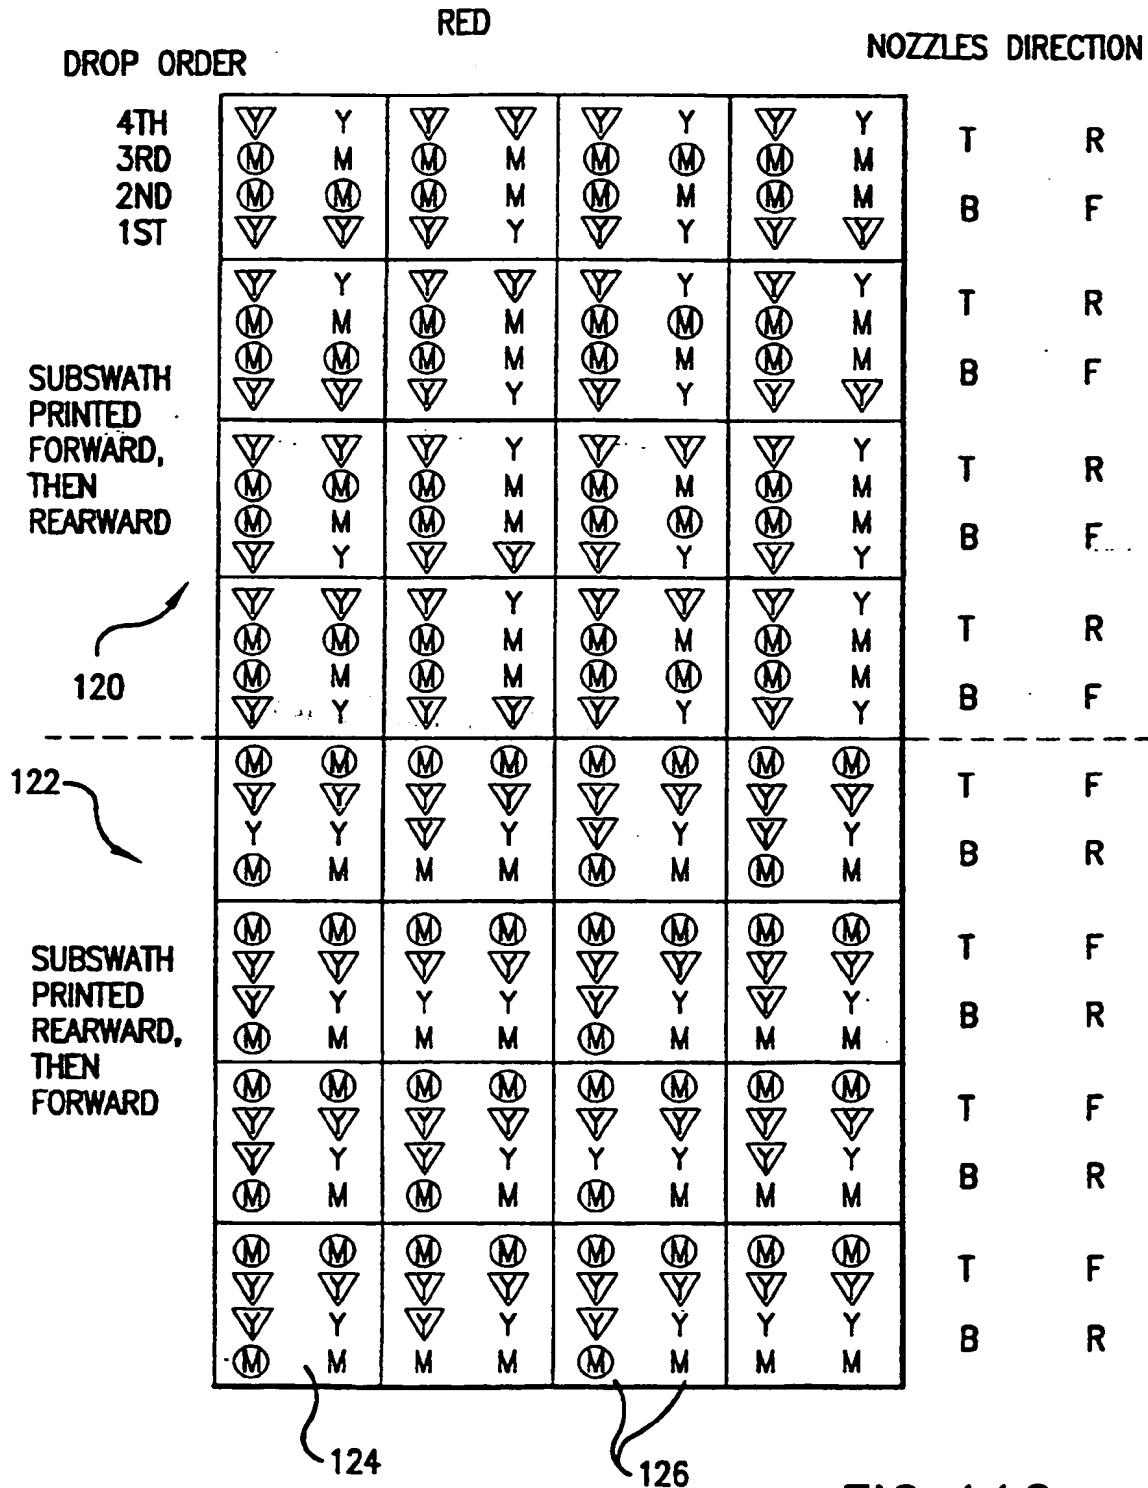 RED
DROP ORDER
NOZZLES DIRECTION
4TH Y Y Y Y Y Y Y Y
T R
3RD M M M M M M M M
2ND M M M M M M M M
B F
1ST Y Y Y Y Y Y Y Y
Y Y Y Y Y Y Y Y
T R
M M M M M M M M
M M M M M M M M
B F
Y Y Y Y Y Y Y Y
SUBSWATH
PRINTED
FORWARD,
THEN
REARWARD
Y Y Y Y Y Y Y Y
T R
M M M M M M M M
M M M M M M M M
B F
Y Y Y Y Y Y Y Y
Y Y Y Y Y Y Y Y
T R
M M M M M M M M
M M M M M M M M
B F
Y Y Y Y Y Y Y Y
120
122
M M M M M M M M
T F
Y Y Y Y Y Y Y Y
Y Y Y Y Y Y Y Y
B R
M M M M M M M M
SUBSWATH
PRINTED
REARWARD,
THEN
FORWARD
M M M M M M M M
T F
Y Y Y Y Y Y Y Y
Y Y Y Y Y Y Y Y
B R
M M M M M M M M
M M M M M M M M
T F
Y Y Y Y Y Y Y Y
Y Y Y Y Y Y Y Y
B R
M M M M M M M M
M M M M M M M M
T F
Y Y Y Y Y Y Y Y
Y Y Y Y Y Y Y Y
B R
M M M M M M M M
124
126